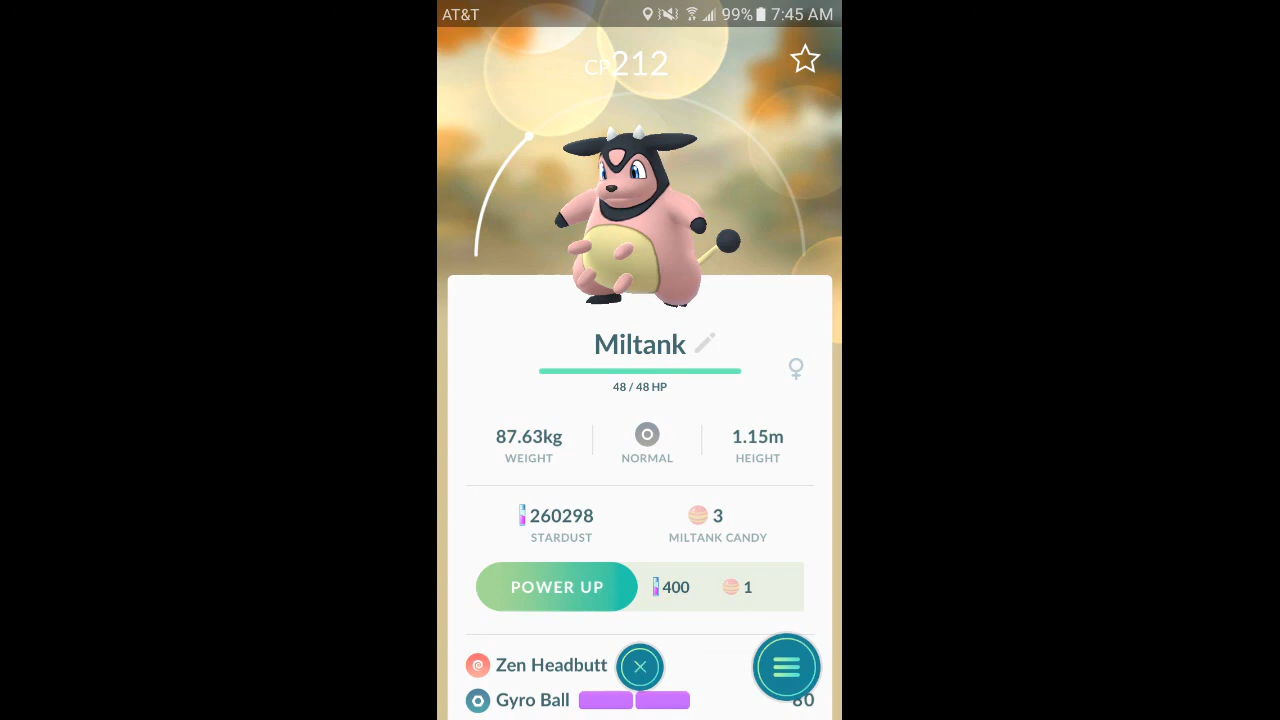 AT&T 99% 7:45 AM
CP212
Miltank
48 / 48 HP
87.63kg 1.15m
WEIGHT NORMAL HEIGHT
260298 3
STARDUST MILTANK CANDY
POWER UP 400 1
Zen Headbutt
Gyro Ball 80